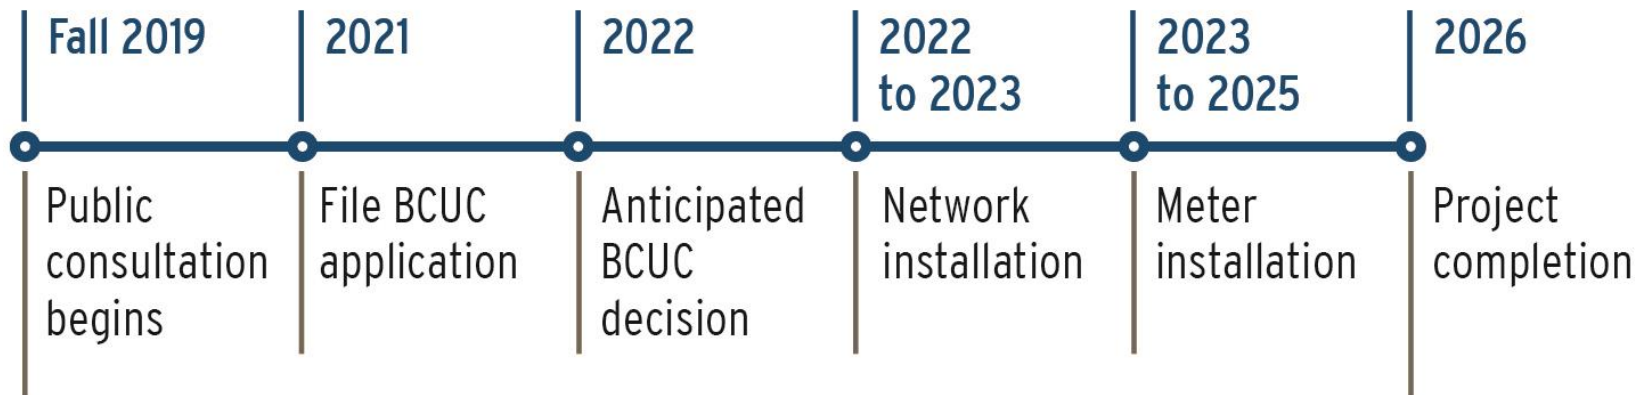 Fall 2019
Public
consultation
begins
2021
File BCUC
application
2022
Anticipated
BCUC
decision
2022
to 2023
Network
installation
2023
to 2025
Meter
installation
2026
Project
completion